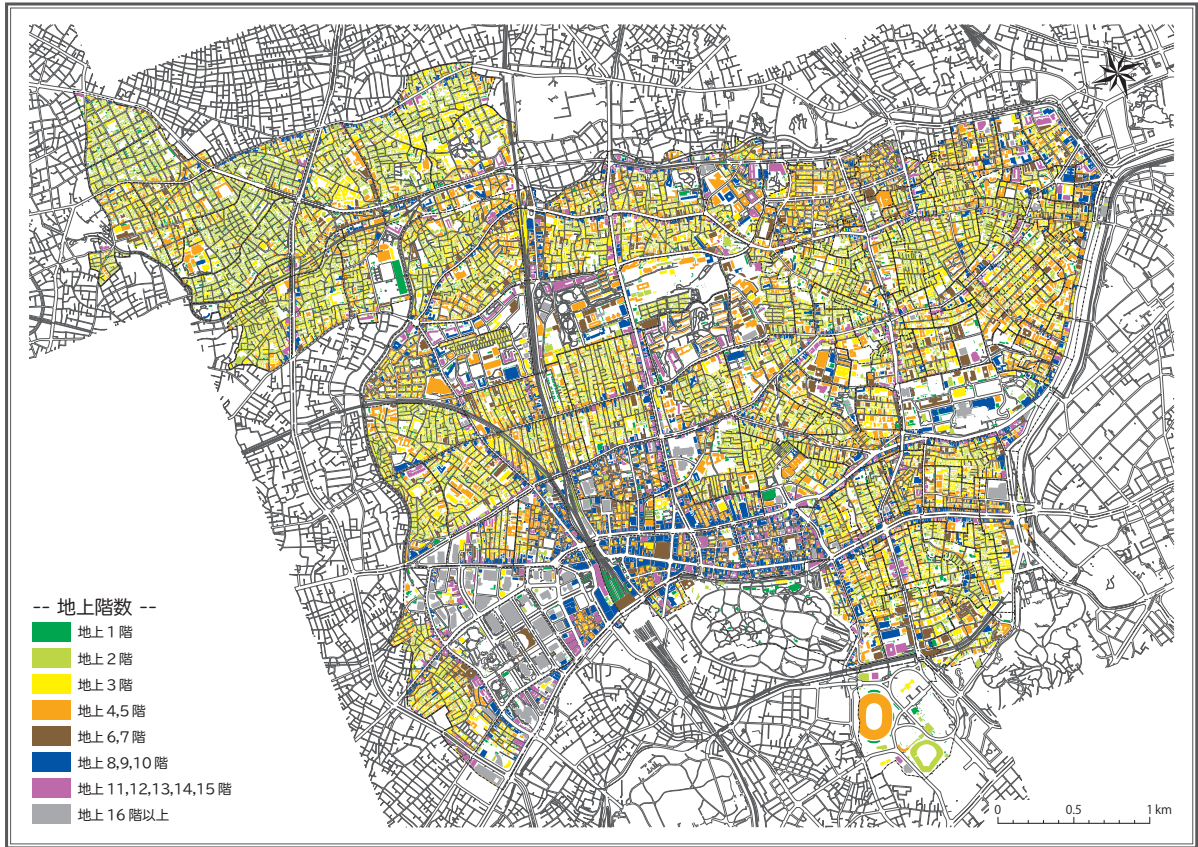 -- 地上階数 --
地上 1 階
地上 2 階
地上 3 階
地上 4,5 階
地上 6,7 階
地上 8,9,10 階
地上 11,12,13,14,15 階
地上 16 階以上
0 0.5 1 km